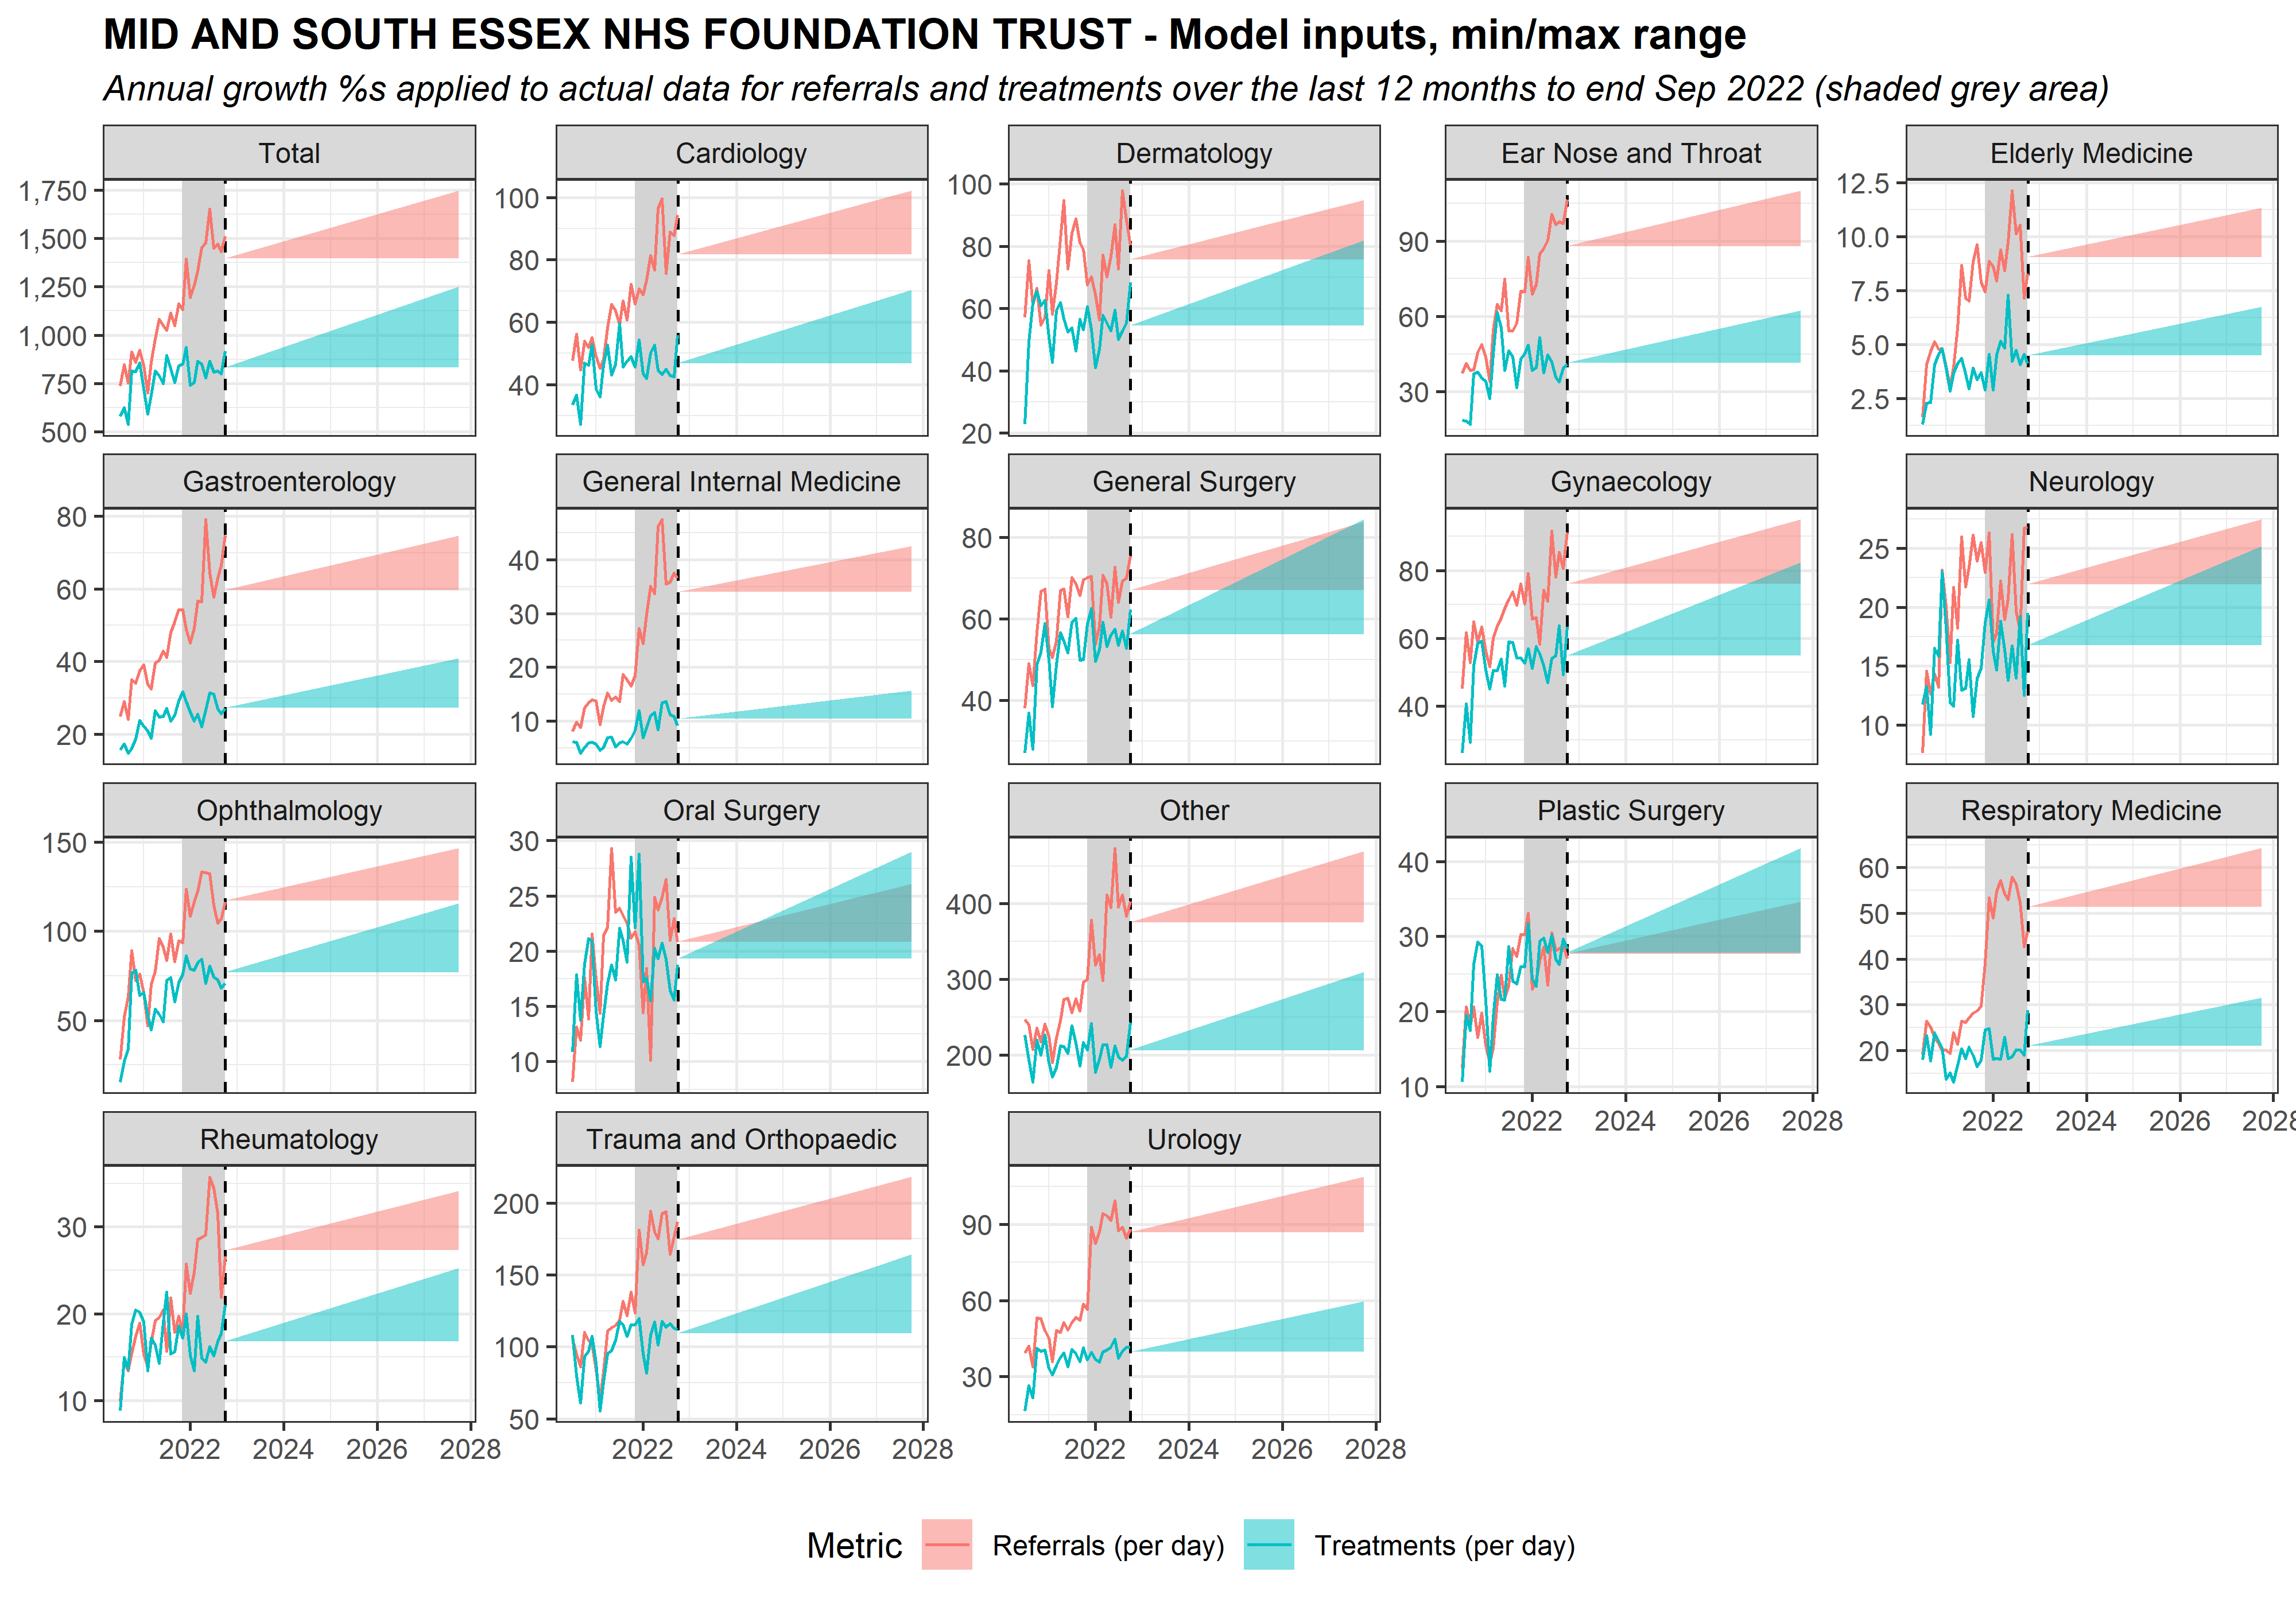 MID AND SOUTH ESSEX NHS FOUNDATION TRUST - Model inputs, min/max range
Annual growth %s applied to actual data for referrals and treatments over the last 12 months to end Sep 2022 (shaded grey area)
Total
Cardiology
Dermatology
Ear Nose and Throat
Elderly Medicine
1,750
1,500
1,250
1,000
750
500
100
80
60
40
100
80
60
40
20
90
60
30
12.5
10.0
7.5
5.0
2.5
Gastroenterology
General Internal Medicine
General Surgery
Gynaecology
Neurology
80
60
40
20
40
30
20
10
80
60
40
80
60
40
25
20
15
10
Ophthalmology
Oral Surgery
Other
Plastic Surgery
Respiratory Medicine
150
100
50
30
25
20
15
10
400
300
200
40
30
20
10
60
50
40
30
20
2022 2024 2026 2028
2022 2024 2026 2028
Rheumatology
Trauma and Orthopaedic
Urology
30
20
10
200
150
100
50
90
60
30
2022 2024 2026 2028
2022 2024 2026 2028
2022 2024 2026 2028
Metric Referrals (per day) Treatments (per day)